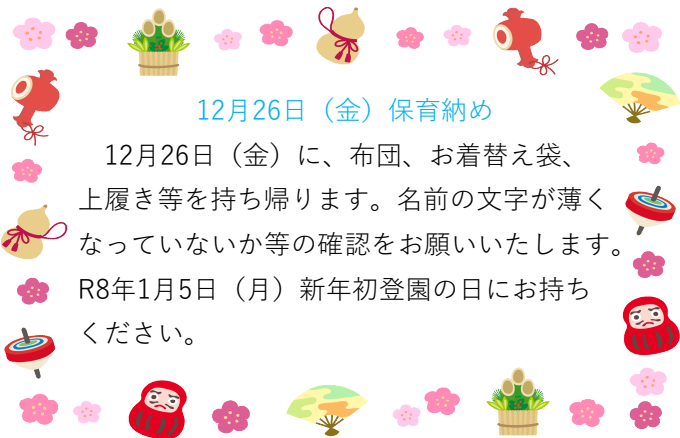 12月26日（金）保育納め
12月26日（金）に、布団、お着替え袋、
上履き等を持ち帰ります。名前の文字が薄く
なっていないか等の確認をお願いいたします。
R8年1月5日（月）新年初登園の日にお持ち
ください。